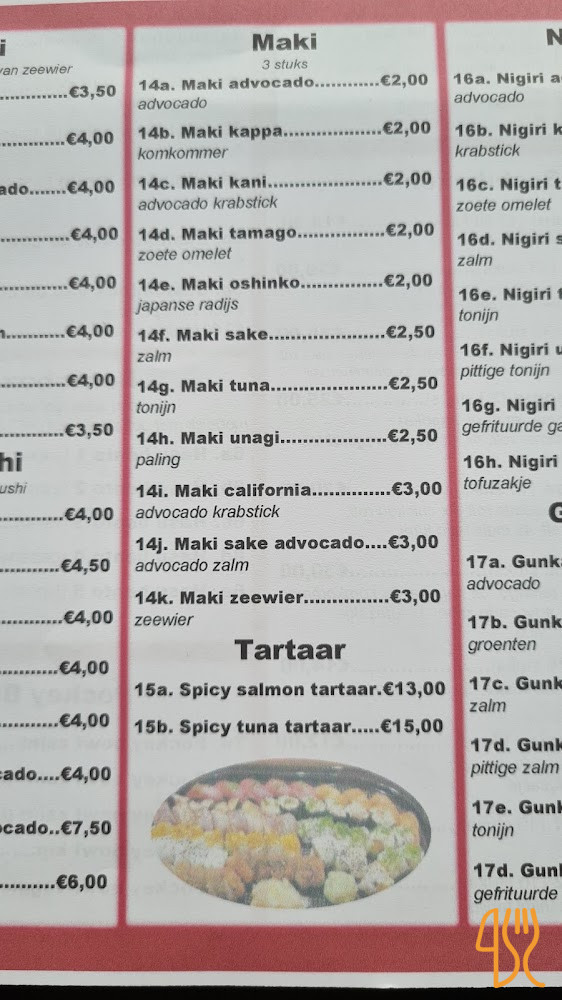 i
van zeewier
€3,50
€4,00
ado.......€4,00
€4,00
€4,00
€4,00
€4,00
€3,50
hi
ushi
€4,00
€4,50
€4,00
€4,00
€4,00
cado....€4,00
ocado..€7,50
€6,00
Maki
3 stuks
14a. Maki advocado............€2,00
advocado
14b. Maki kappa..................€2,00
komkommer
14c. Maki kani.....................€2,00
advocado krabstick
14d. Maki tamago................€2,00
zoete omelet
14e. Maki oshinko...............€2,00
japanse radijs
14f. Maki sake.....................€2,50
zalm
14g. Maki tuna.....................€2,50
tonijn
14h. Maki unagi...................€2,50
paling
14i. Maki california..............€3,00
advocado krabstick
14j. Maki sake advocado....€3,00
advocado zalm
14k. Maki zeewier...............€3,00
zeewier
Tartaar
15a. Spicy salmon tartaar.€13,00
15b. Spicy tuna tartaar.....€15,00
N
16a. Nigiri a
advocado
16b. Nigiri k
krabstick
16c. Nigiri t
zoete omelet
16d. Nigiri s
zalm
16e. Nigiri t
tonijn
16f. Nigiri u
pittige tonijn
16g. Nigiri
gefrituurde ga
16h. Nigiri
tofuzakje
G
17a. Gunka
advocado
17b. Gunk
groenten
17c. Gunk
zalm
17d. Gunk
pittige zalm
17e. Gunk
tonijn
17d. Gunk
gefrituurde